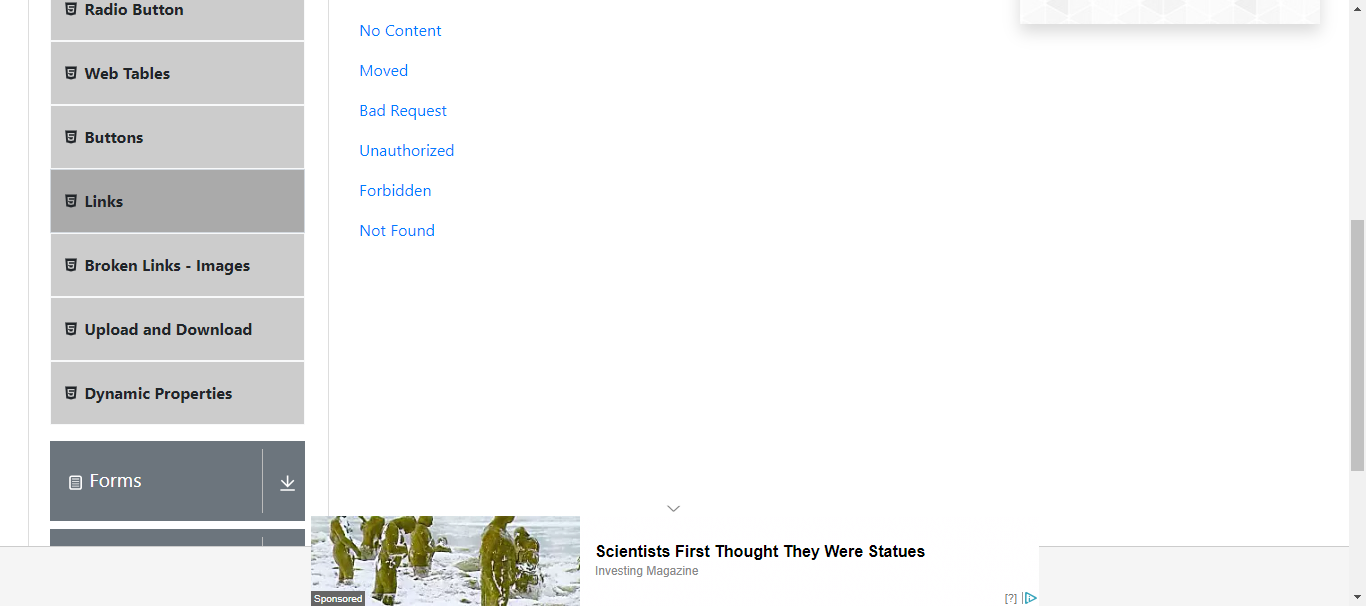 Radio Button
Web Tables
Buttons
Links
Broken Links - Images
Upload and Download
Dynamic Properties
Forms
No Content
Moved
Bad Request
Unauthorized
Forbidden
Not Found
Sponsored
Scientists First Thought They Were Statues
Investing Magazine
[?]